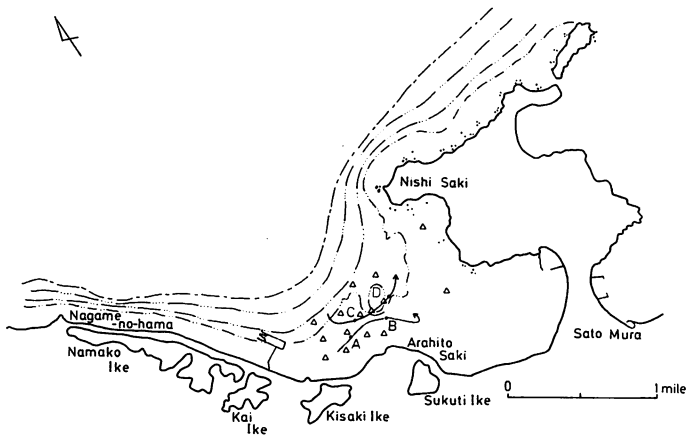 Nishi Saki
Nagame
-no-hama
Namako
Ike
Kai
Ike
Kisaki Ike
Sukuti Ike
Arahito
Saki
Sato Mura
A
B
C
D
0 1 mile